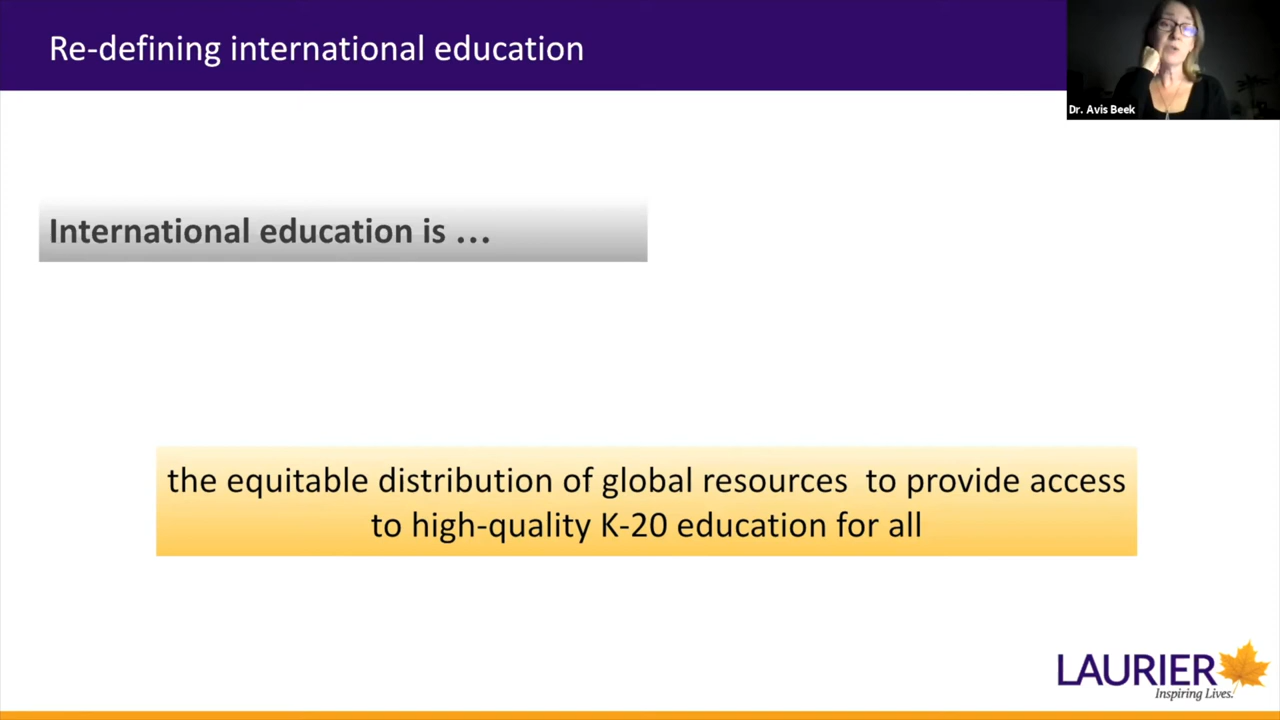 Re-defining international education
Dr. Avis Beek
International education is ...
the equitable distribution of global resources  to provide access
to high-quality K-20 education for all
LAURIER
Inspiring Lives.